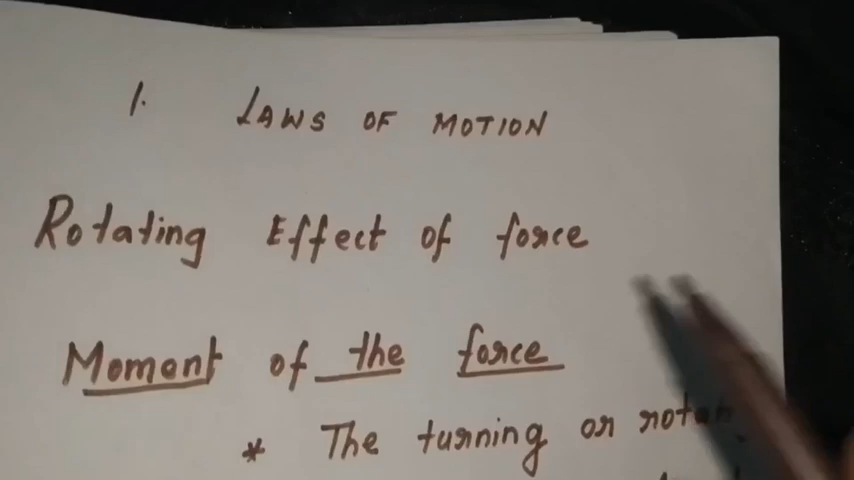 1. LAWS OF MOTION
Rotating Effect of force
Moment of the force
* The turning or